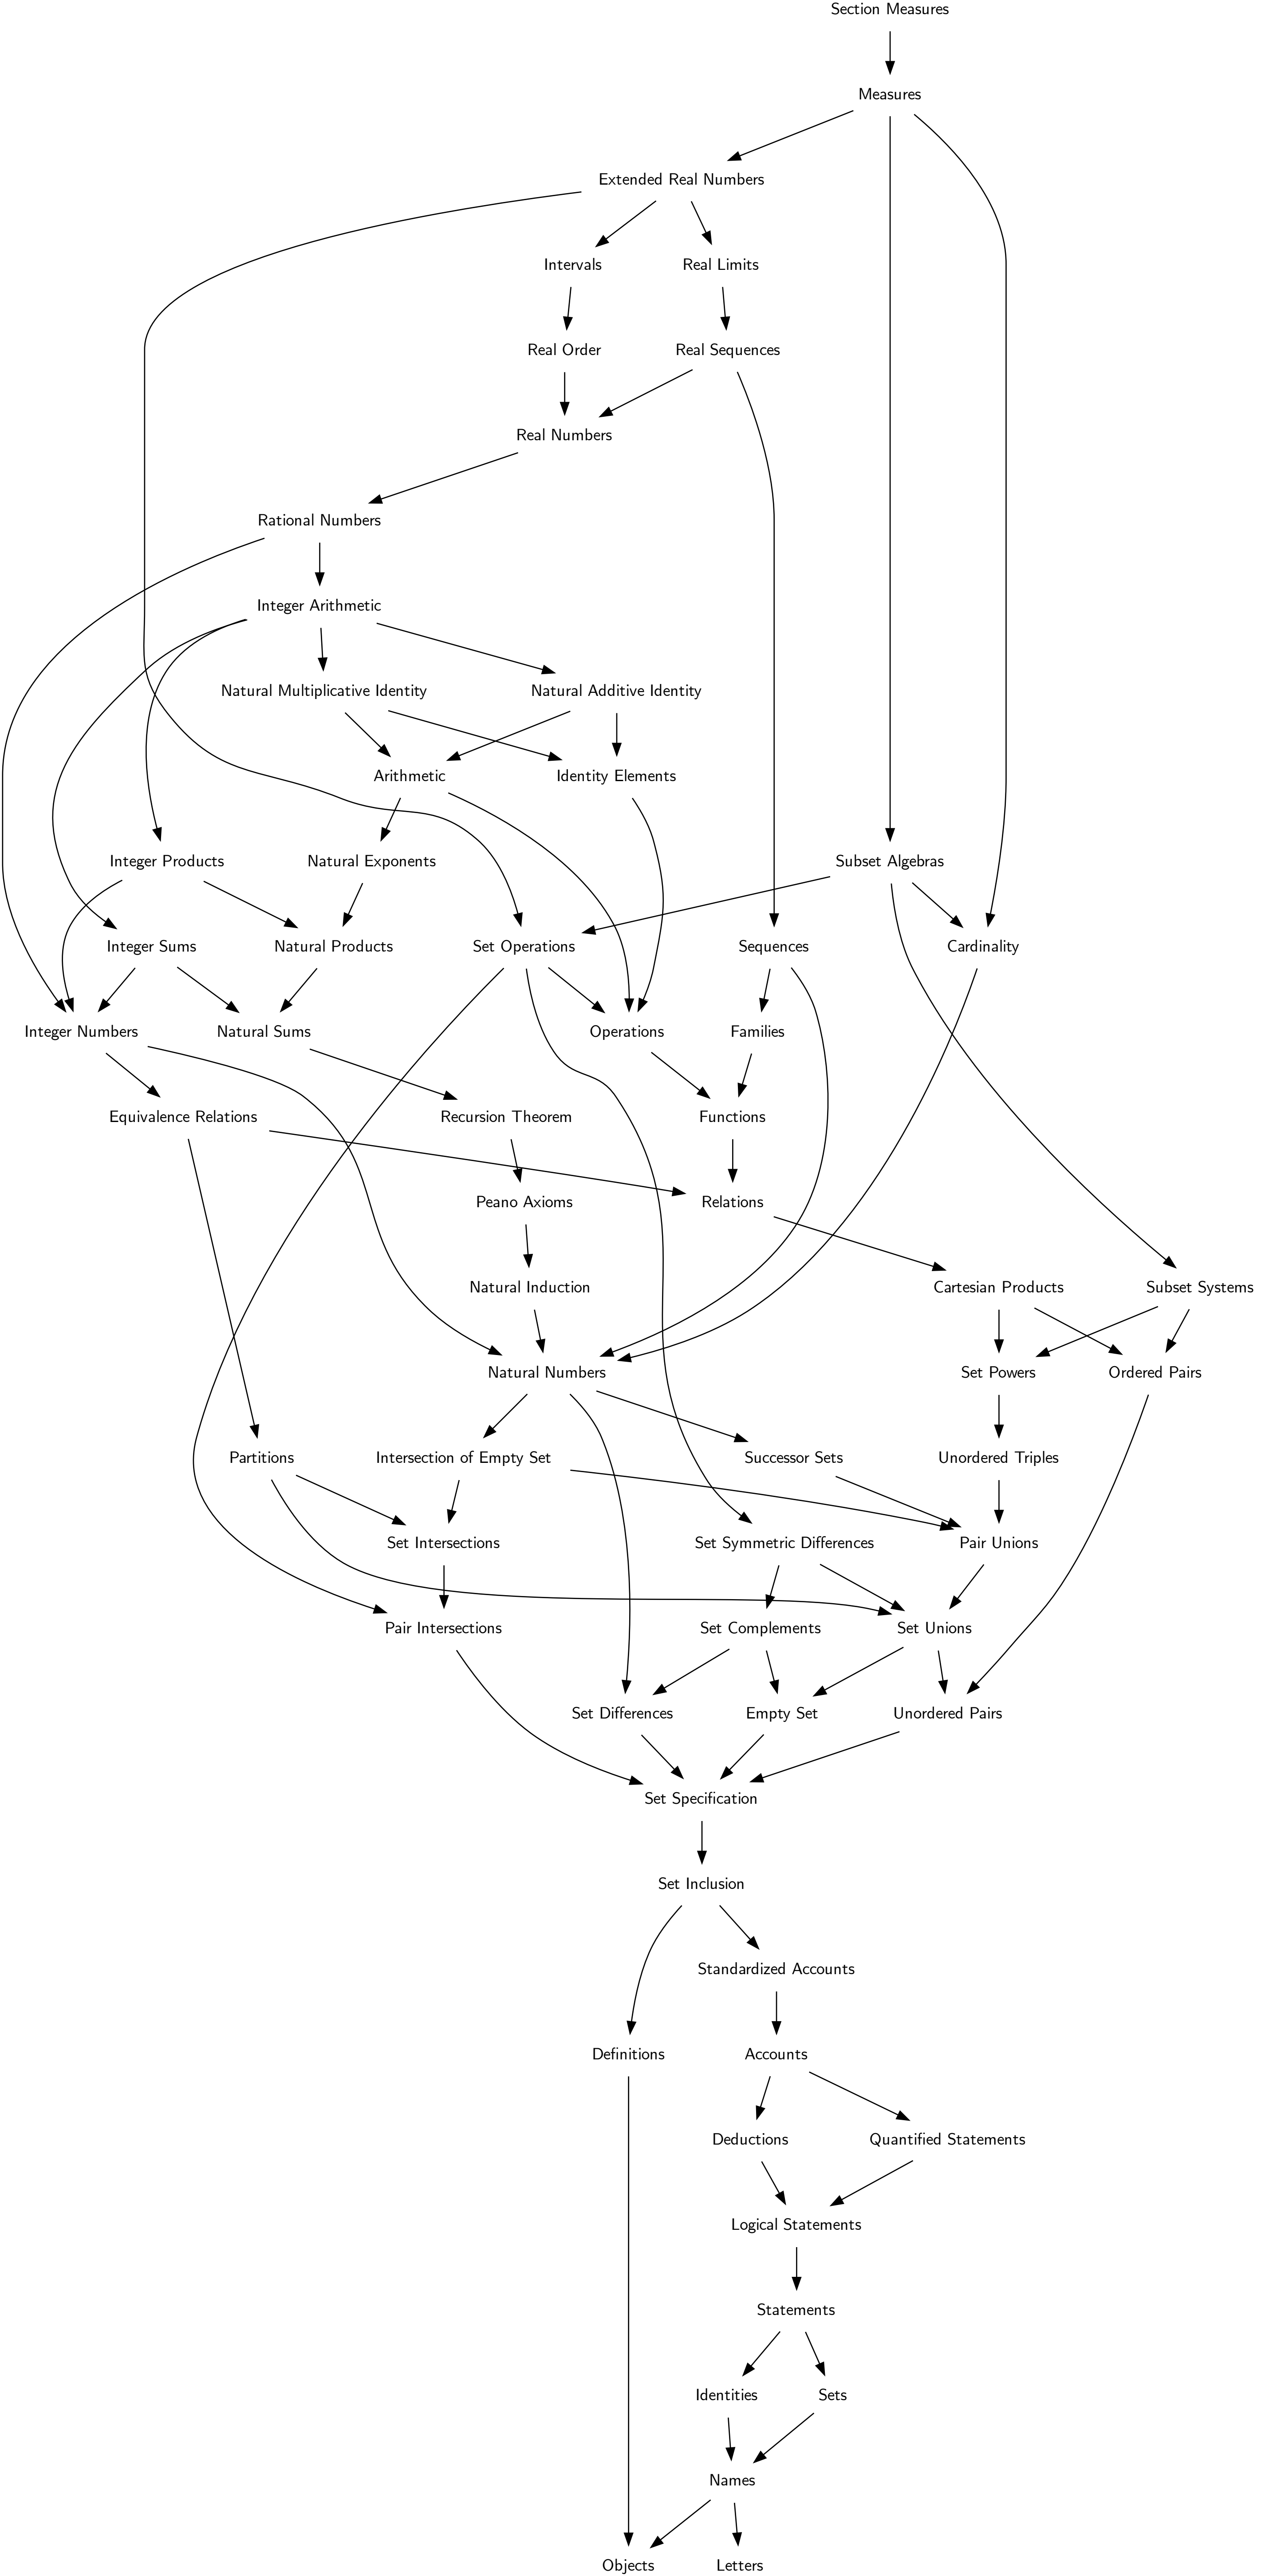 Section Measures
Measures
Extended Real Numbers
Intervals
Real Limits
Real Order
Real Sequences
Real Numbers
Rational Numbers
Integer Arithmetic
Natural Multiplicative Identity
Natural Additive Identity
Arithmetic
Identity Elements
Integer Products
Natural Exponents
Subset Algebras
Integer Sums
Natural Products
Set Operations
Sequences
Cardinality
Integer Numbers
Natural Sums
Operations
Families
Equivalence Relations
Recursion Theorem
Functions
Peano Axioms
Relations
Natural Induction
Cartesian Products
Subset Systems
Natural Numbers
Set Powers
Ordered Pairs
Partitions
Intersection of Empty Set
Successor Sets
Unordered Triples
Set Intersections
Set Symmetric Differences
Pair Unions
Pair Intersections
Set Complements
Set Unions
Set Differences
Empty Set
Unordered Pairs
Set Specification
Set Inclusion
Standardized Accounts
Definitions
Accounts
Deductions
Quantified Statements
Logical Statements
Statements
Identities
Sets
Names
Objects
Letters